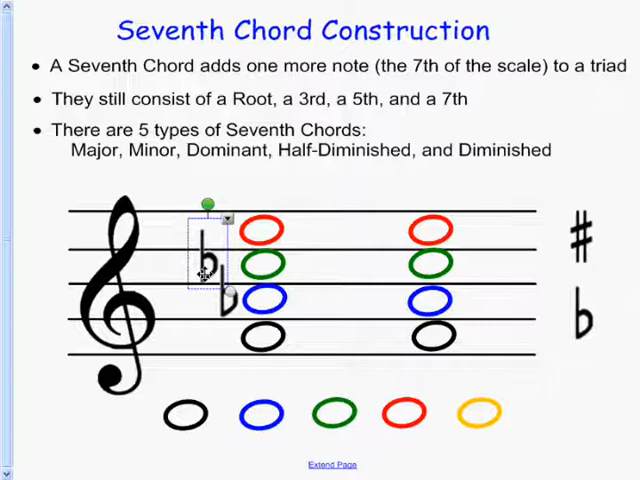 Seventh Chord Construction
• A Seventh Chord adds one more note (the 7th of the scale) to a triad
• They still consist of a Root, a 3rd, a 5th, and a 7th
• There are 5 types of Seventh Chords:
Major, Minor, Dominant, Half-Diminished, and Diminished
Extend Page